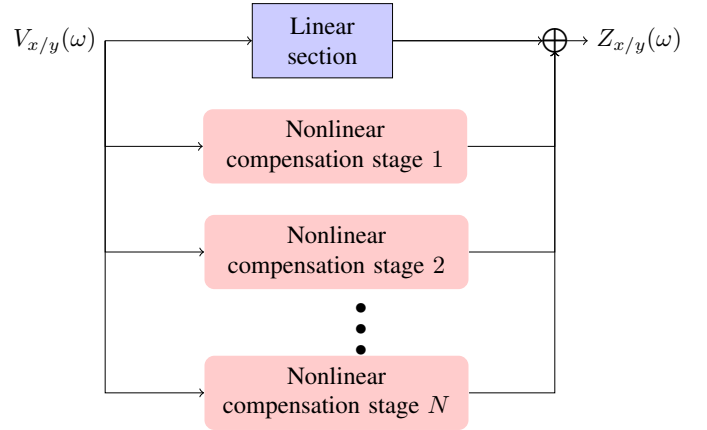 V_{x/y}(ω)
Linear
section
Z_{x/y}(ω)
Nonlinear
compensation stage 1
Nonlinear
compensation stage 2
Nonlinear
compensation stage N